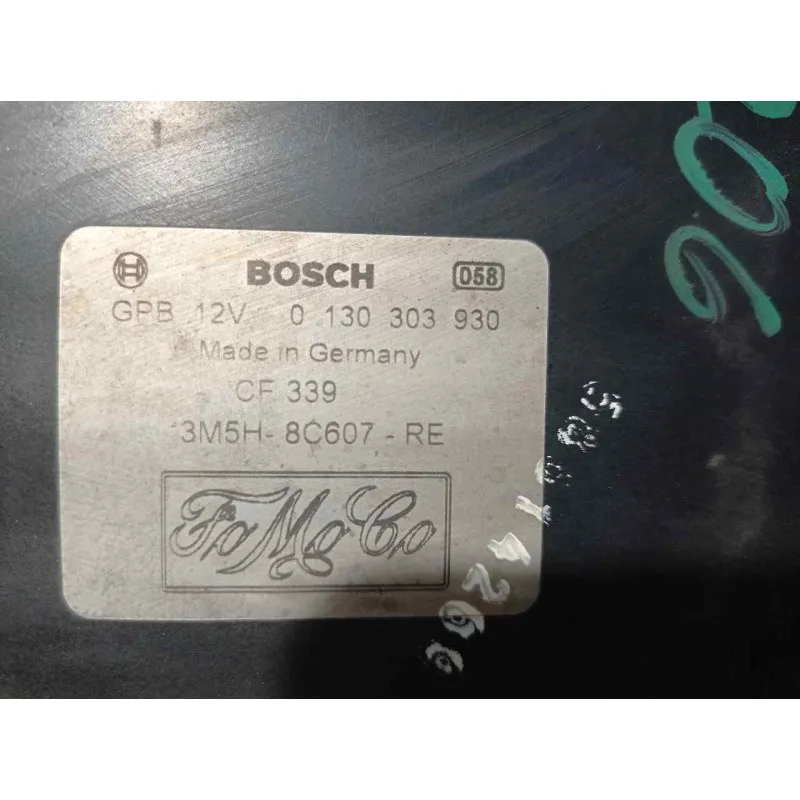 BOSCH 058
GPB 12V 0 130 303 930
Made in Germany
CF 339
3M5H- 8C607 - RE
FoMoCo